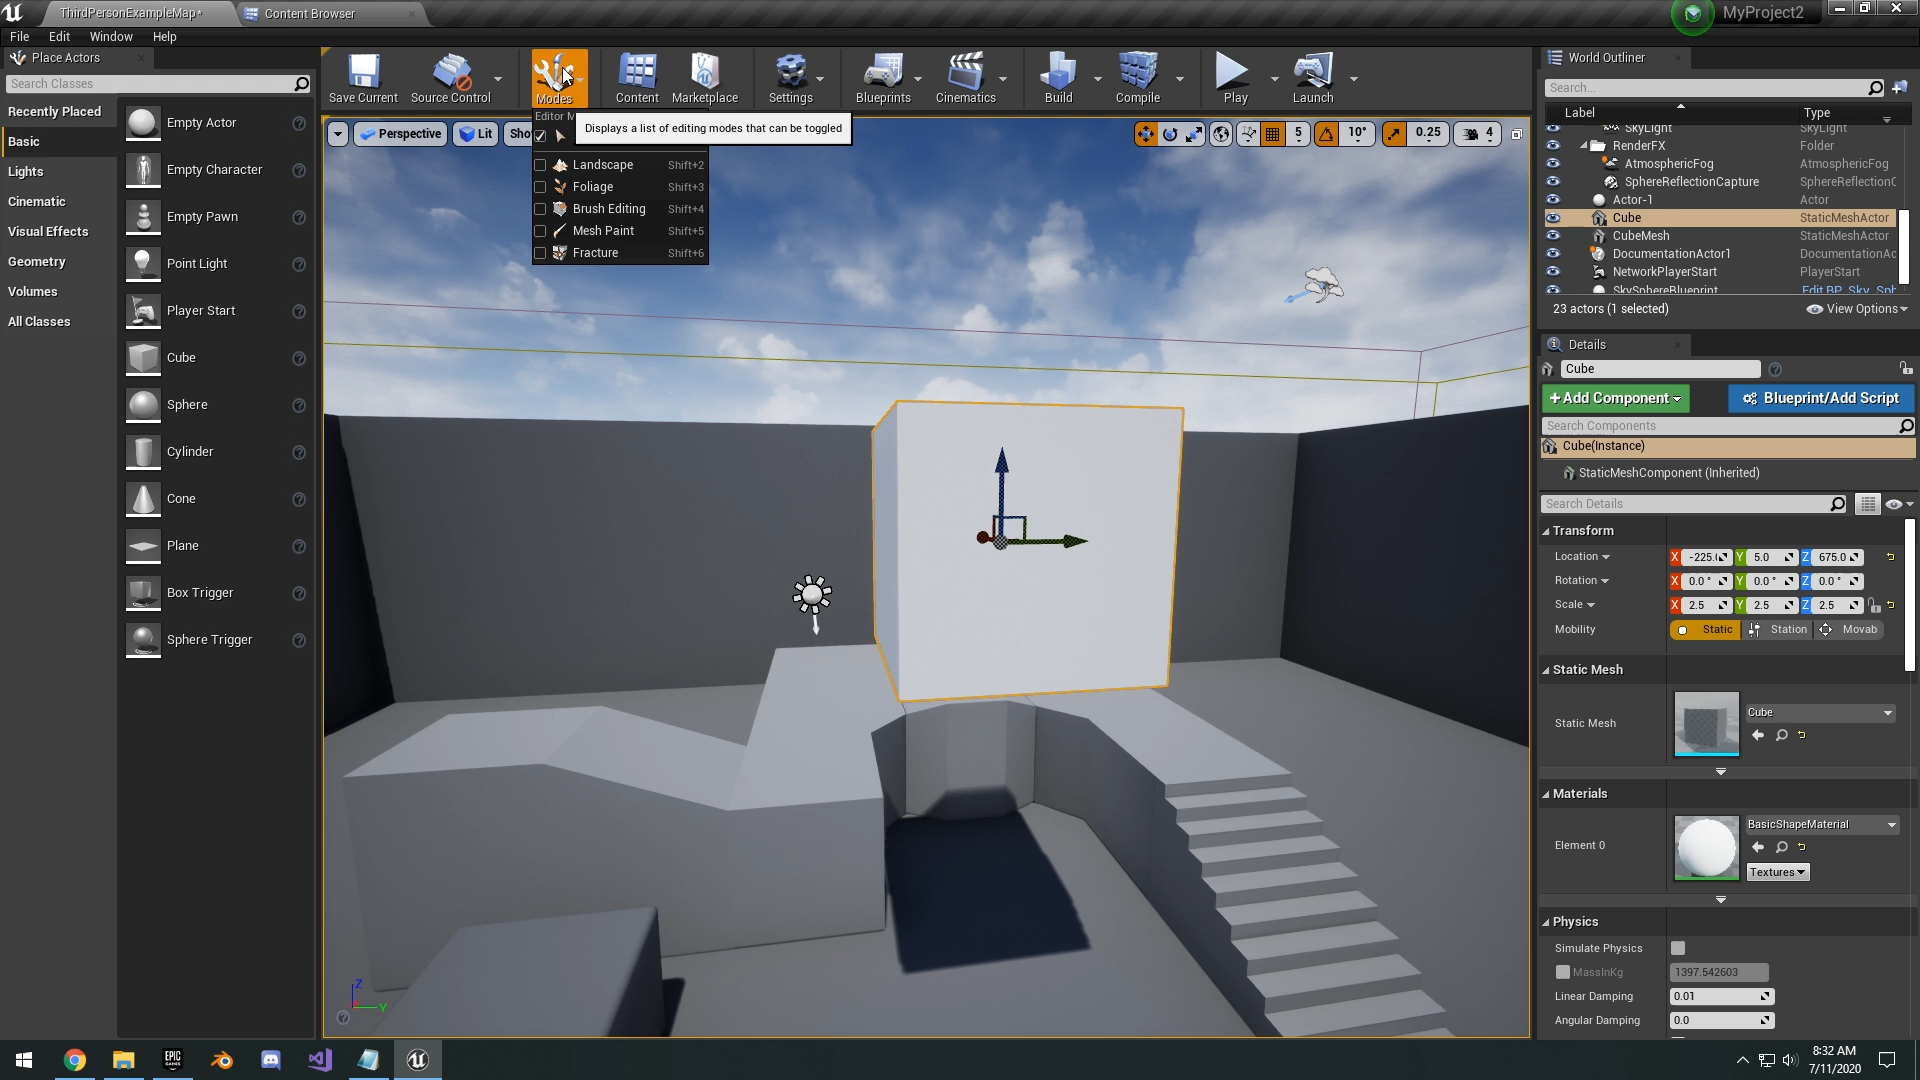 ThirdPersonExampleMap*
Content Browser
MyProject2
File
Edit
Window
Help
Place Actors
Search Classes
Recently Placed
Basic
Lights
Cinematic
Visual Effects
Geometry
Volumes
All Classes
Empty Actor
Empty Character
Empty Pawn
Point Light
Player Start
Cube
Sphere
Cylinder
Cone
Plane
Box Trigger
Sphere Trigger
Save Current
Source Control
Modes
Content
Marketplace
Settings
Blueprints
Cinematics
Build
Compile
Play
Launch
Perspective
Lit
Sho
5
10°
0.25
4
Editor M
Displays a list of editing modes that can be toggled
Landscape Shift+2
Foliage Shift+3
Brush Editing Shift+4
Mesh Paint Shift+5
Fracture Shift+6
Z
Y
World Outliner
Search...
Label Type
SkyLight SkyLight
RenderFX Folder
AtmosphericFog AtmosphericFog
SphereReflectionCapture SphereReflectionC
Actor-1 Actor
Cube StaticMeshActor
CubeMesh StaticMeshActor
DocumentationActor1 DocumentationAc
NetworkPlayerStart PlayerStart
SkySphereBlueprint Edit BP_Sky_Sph
23 actors (1 selected)
View Options
Details
Cube
+Add Component
Blueprint/Add Script
Search Components
Cube(Instance)
StaticMeshComponent (Inherited)
Search Details
Transform
Location X -225.( Y 5.0 Z 675.0
Rotation X 0.0 ° Y 0.0 ° Z 0.0 °
Scale X 2.5 Y 2.5 Z 2.5
Mobility Static Station Movab
Static Mesh
Static Mesh
Cube
Materials
Element 0
BasicShapeMaterial
Textures
Physics
Simulate Physics
MassInKg 1397.542603
Linear Damping 0.01
Angular Damping 0.0
EPIC
GAMES
8:32 AM
7/11/2020